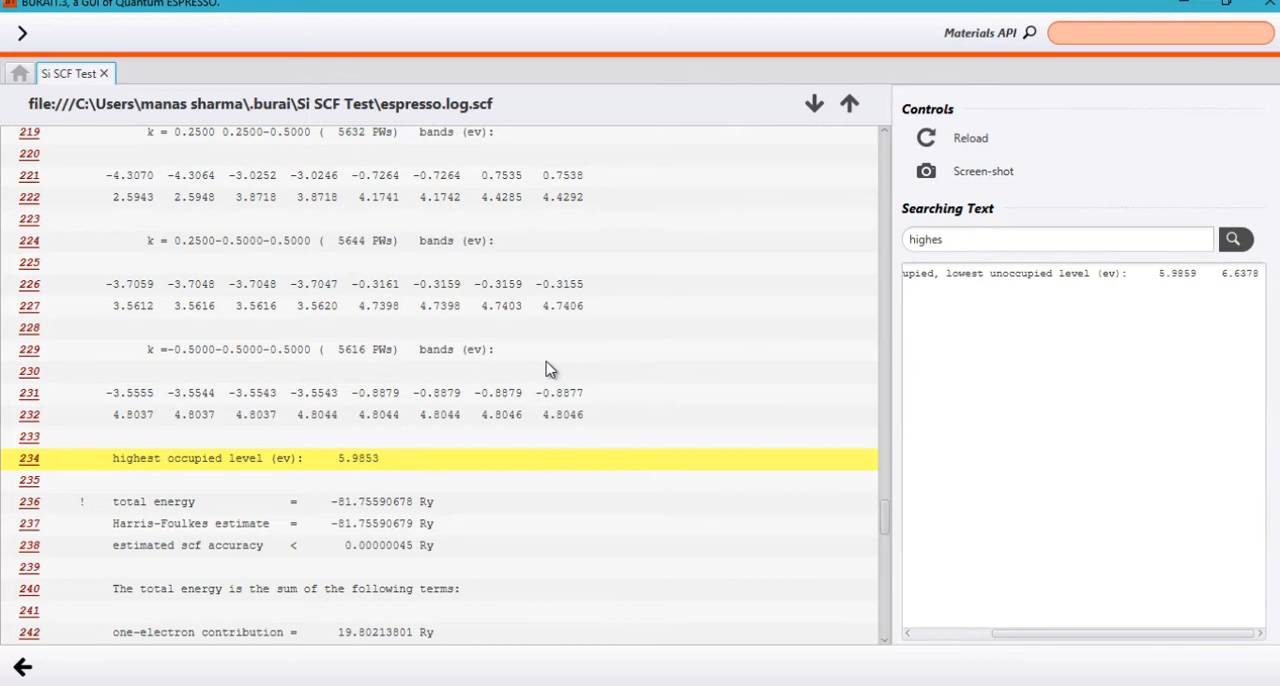 BURAI1.3, a GUI of Quantum ESPRESSO.
Materials API
Si SCF Test ×
file:///C:\Users\manas sharma\.burai\Si SCF Test\espresso.log.scf
219 k = 0.2500 0.2500-0.5000 ( 5632 PWs) bands (ev):
220
221 -4.3070 -4.3064 -3.0252 -3.0246 -0.7264 -0.7264 0.7535 0.7538
222 2.5943 2.5948 3.8718 3.8718 4.1741 4.1742 4.4285 4.4292
223
224 k = 0.2500-0.5000-0.5000 ( 5644 PWs) bands (ev):
225
226 -3.7059 -3.7048 -3.7048 -3.7047 -0.3161 -0.3159 -0.3159 -0.3155
227 3.5612 3.5616 3.5616 3.5620 4.7398 4.7398 4.7403 4.7406
228
229 k =-0.5000-0.5000-0.5000 ( 5616 PWs) bands (ev):
230
231 -3.5555 -3.5544 -3.5543 -3.5543 -0.8879 -0.8879 -0.8879 -0.8877
232 4.8037 4.8037 4.8037 4.8044 4.8044 4.8044 4.8046 4.8046
233
234 highest occupied level (ev): 5.9853
235
236 ! total energy = -81.75590678 Ry
237 Harris-Foulkes estimate = -81.75590679 Ry
238 estimated scf accuracy < 0.00000045 Ry
239
240 The total energy is the sum of the following terms:
241
242 one-electron contribution = 19.80213801 Ry
Controls
Reload
Screen-shot
Searching Text
highes
upied, lowest unoccupied level (ev): 5.9859 6.6378